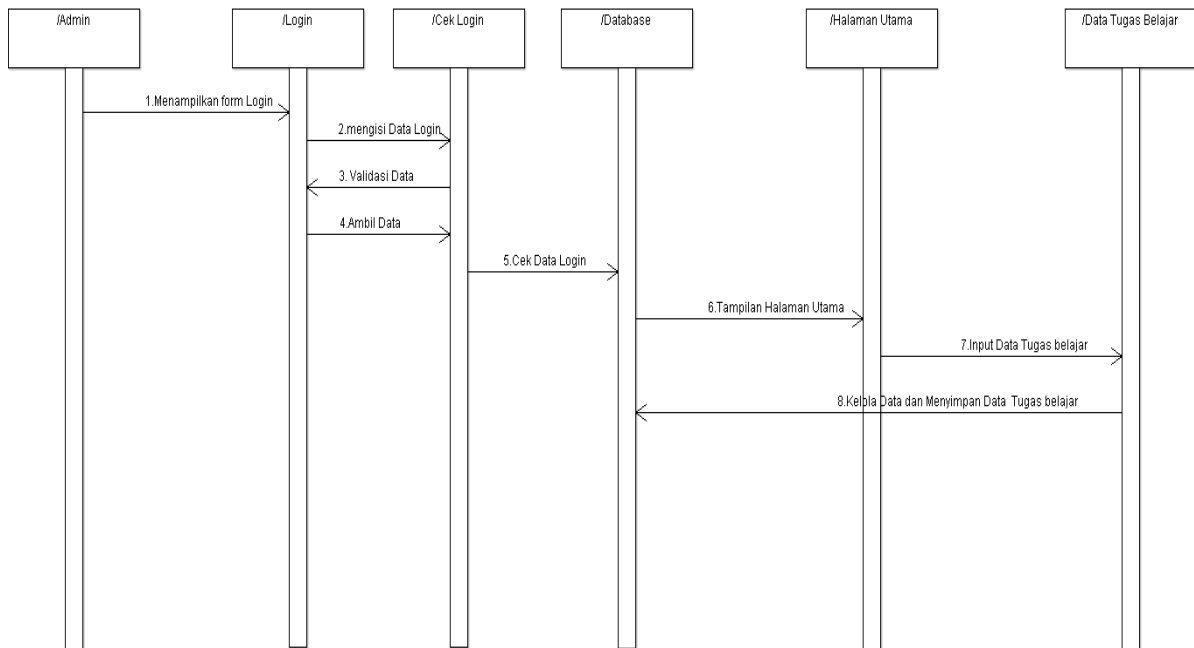 /Admin
/Login
/Cek Login
/Database
/Halaman Utama
/Data Tugas Belajar
1.Menampilkan form Login
2.mengisi Data Login
3. Validasi Data
4.Ambil Data
5.Cek Data Login
6.Tampilan Halaman Utama
7.Input Data Tugas belajar
8.Kelola Data dan Menyimpan Data Tugas belajar